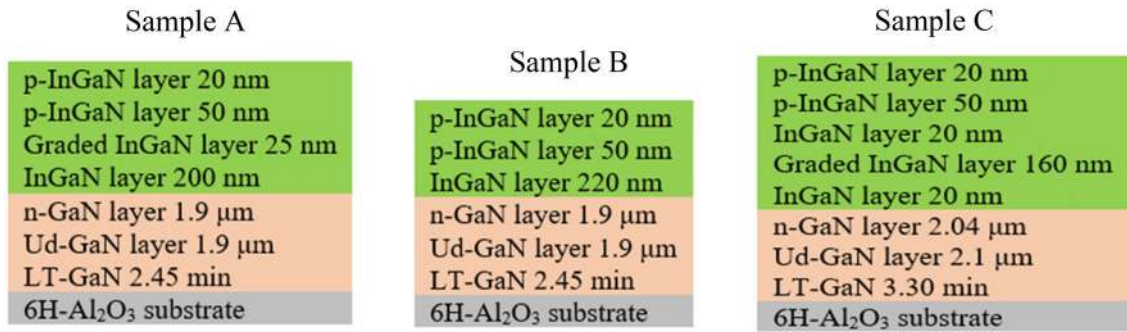 Sample A
p-InGaN layer 20 nm
p-InGaN layer 50 nm
Graded InGaN layer 25 nm
InGaN layer 200 nm
n-GaN layer 1.9 μm
Ud-GaN layer 1.9 μm
LT-GaN 2.45 min
6H-Al₂O₃ substrate
Sample B
p-InGaN layer 20 nm
p-InGaN layer 50 nm
InGaN layer 220 nm
n-GaN layer 1.9 μm
Ud-GaN layer 1.9 μm
LT-GaN 2.45 min
6H-Al₂O₃ substrate
Sample C
p-InGaN layer 20 nm
p-InGaN layer 50 nm
InGaN layer 20 nm
Graded InGaN layer 160 nm
InGaN layer 20 nm
n-GaN layer 2.04 μm
Ud-GaN layer 2.1 μm
LT-GaN 3.30 min
6H-Al₂O₃ substrate